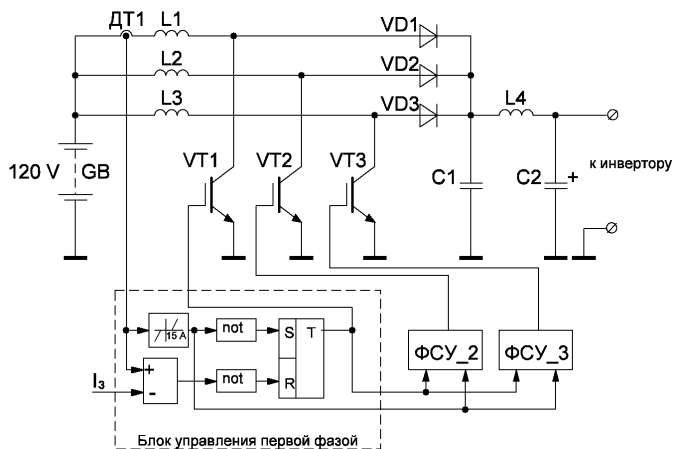 ДТ1 L1 VD1
L2 VD2
L3 VD3 L4
120 V GB VT1 VT2 VT3 C1 C2 + к инвертору
15 А not S T
+ not R
Iз -
ФСУ_2 ФСУ_3
Блок управления первой фазой